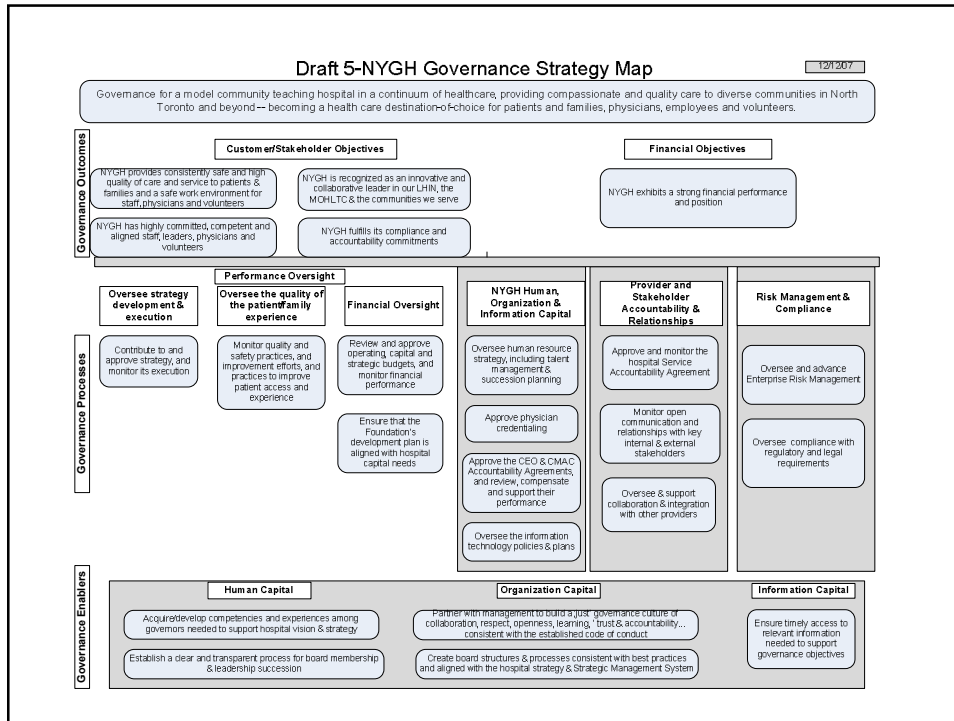 Draft 5-NYGH Governance Strategy Map
12/12/07
Governance for a model community teaching hospital in a continuum of healthcare, providing compassionate and quality care to diverse communities in North
Toronto and beyond -- becoming a health care destination-of-choice for patients and families, physicians, employees and volunteers.
Governance Outcomes
Customer/Stakeholder Objectives
Financial Objectives
NYGH provides consistently safe and high
quality of care and service to patients &
families and a safe work environment for
staff, physicians and volunteers
NYGH is recognized as an innovative and
collaborative leader in our LHIN, the
MOHLTC & the communities we serve
NYGH exhibits a strong financial performance
and position
NYGH has highly committed, competent and
aligned staff, leaders, physicians and
volunteers
NYGH fulfills its compliance and
accountability commitments
Governance Processes
Performance Oversight
Oversee strategy
development &
execution
Oversee the quality of
the patient/family
experience
Financial Oversight
NYGH Human,
Organization &
Information Capital
Provider and
Stakeholder
Accountability &
Relationships
Risk Management &
Compliance
Contribute to and
approve strategy, and
monitor its execution
Monitor quality and
safety practices, and
improvement efforts, and
practices to improve
patient access and
experience
Review and approve
operating, capital and
strategic budgets, and
monitor financial
performance
Ensure that the
Foundation's
development plan is
aligned with hospital
capital needs
Oversee human resource
strategy, including talent
management &
succession planning
Approve physician
credentialing
Approve the CEO & CMAC
Accountability Agreements,
and review, compensate
and support their
performance
Oversee the information
technology policies & plans
Approve and monitor the
hospital Service
Accountability Agreement
Monitor open
communication and
relationships with key
internal & external
stakeholders
Oversee & support
collaboration & integration
with other providers
Oversee and advance
Enterprise Risk Management
Oversee compliance with
regulatory and legal
requirements
Governance Enablers
Human Capital
Organization Capital
Information Capital
Acquire/develop competencies and experiences among
governors needed to support hospital vision & strategy
Establish a clear and transparent process for board membership
& leadership succession
Partner with management to build a 'just' governance culture of
collaboration, respect, openness, learning, ' trust & accountability...
consistent with the established code of conduct
Create board structures & processes consistent with best practices
and aligned with the hospital strategy & Strategic Management System
Ensure timely access to
relevant information
needed to support
governance objectives